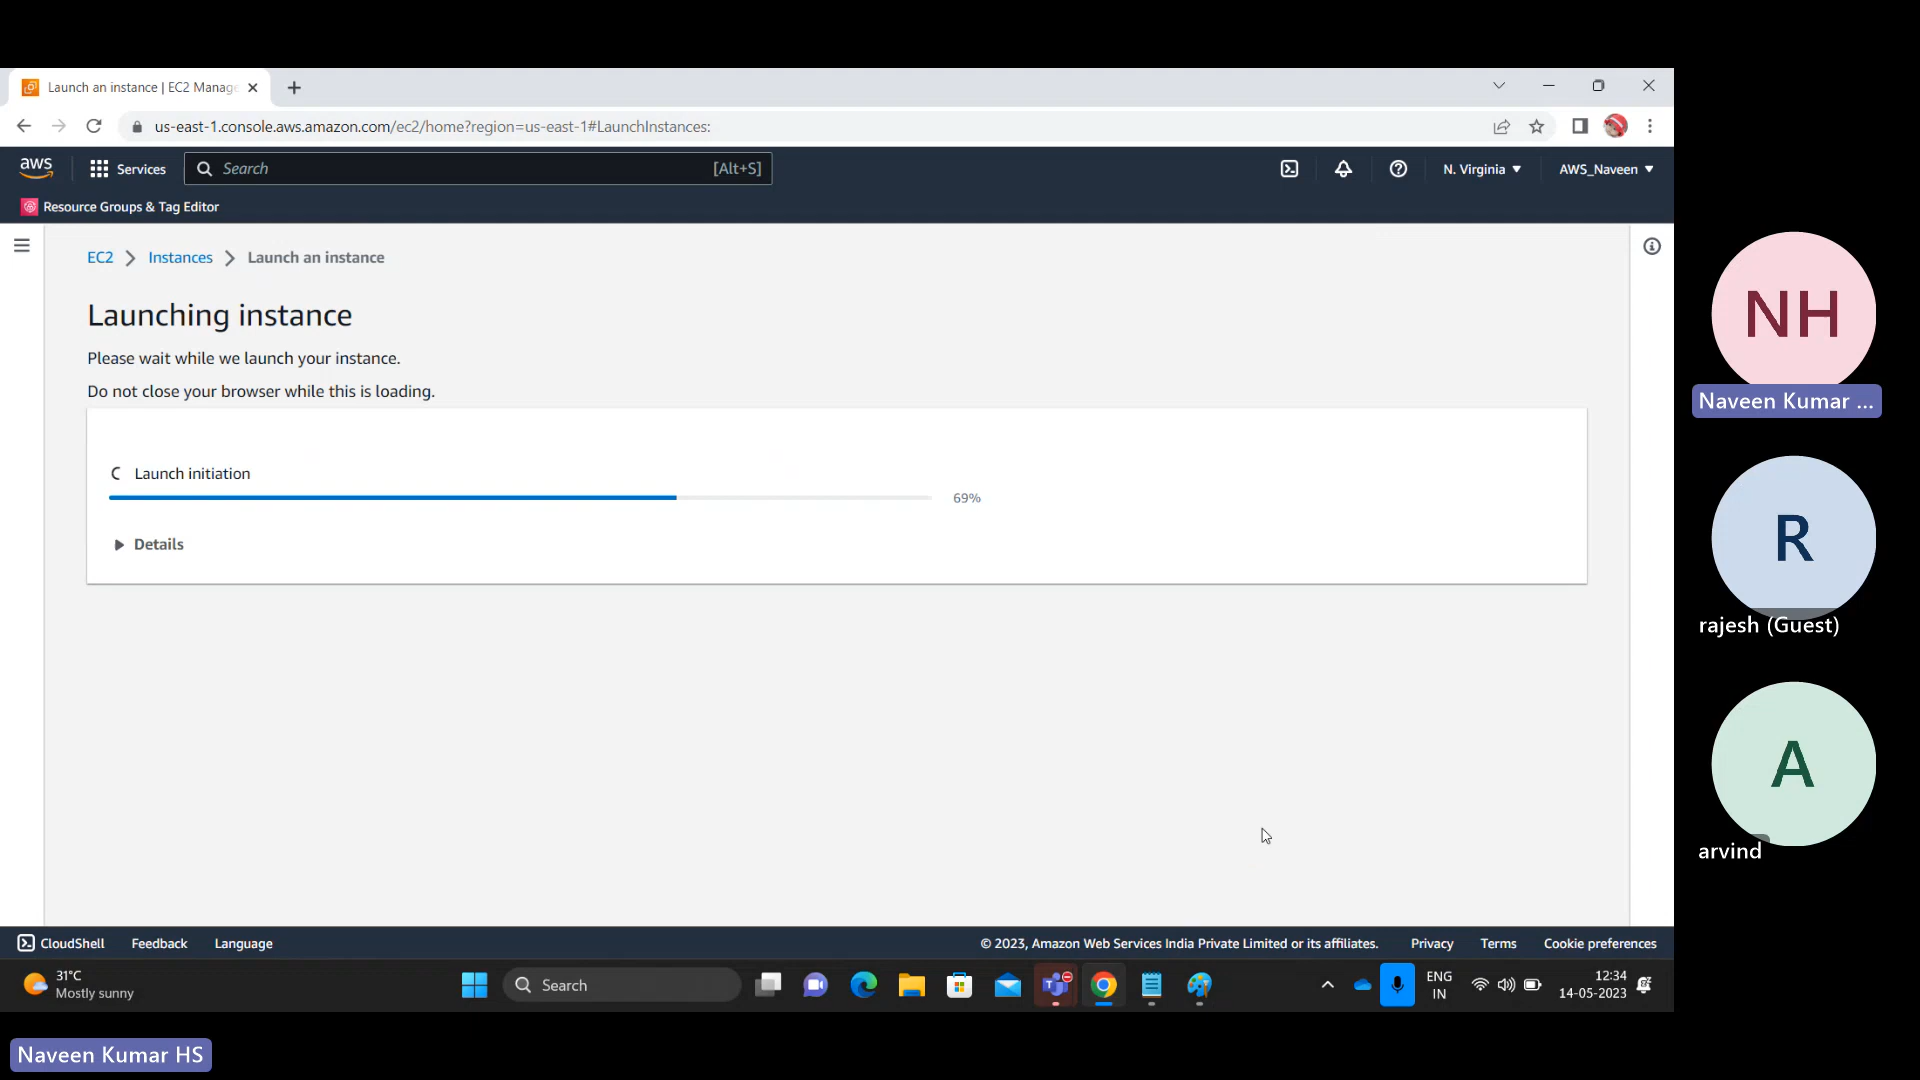 Launch an instance | EC2 Manag
us-east-1.console.aws.amazon.com/ec2/home?region=us-east-1#LaunchInstances:
aws
Services
Search
[Alt+S]
N. Virginia
AWS_Naveen
Resource Groups & Tag Editor
EC2
Instances
Launch an instance
Launching instance
Please wait while we launch your instance.
Do not close your browser while this is loading.
Launch initiation
69%
Details
CloudShell
Feedback
Language
© 2023, Amazon Web Services India Private Limited or its affiliates.
Privacy
Terms
Cookie preferences
31°C
Mostly sunny
Search
ENG
IN
12:34
14-05-2023
NH
Naveen Kumar ...
R
rajesh (Guest)
A
arvind
Naveen Kumar HS